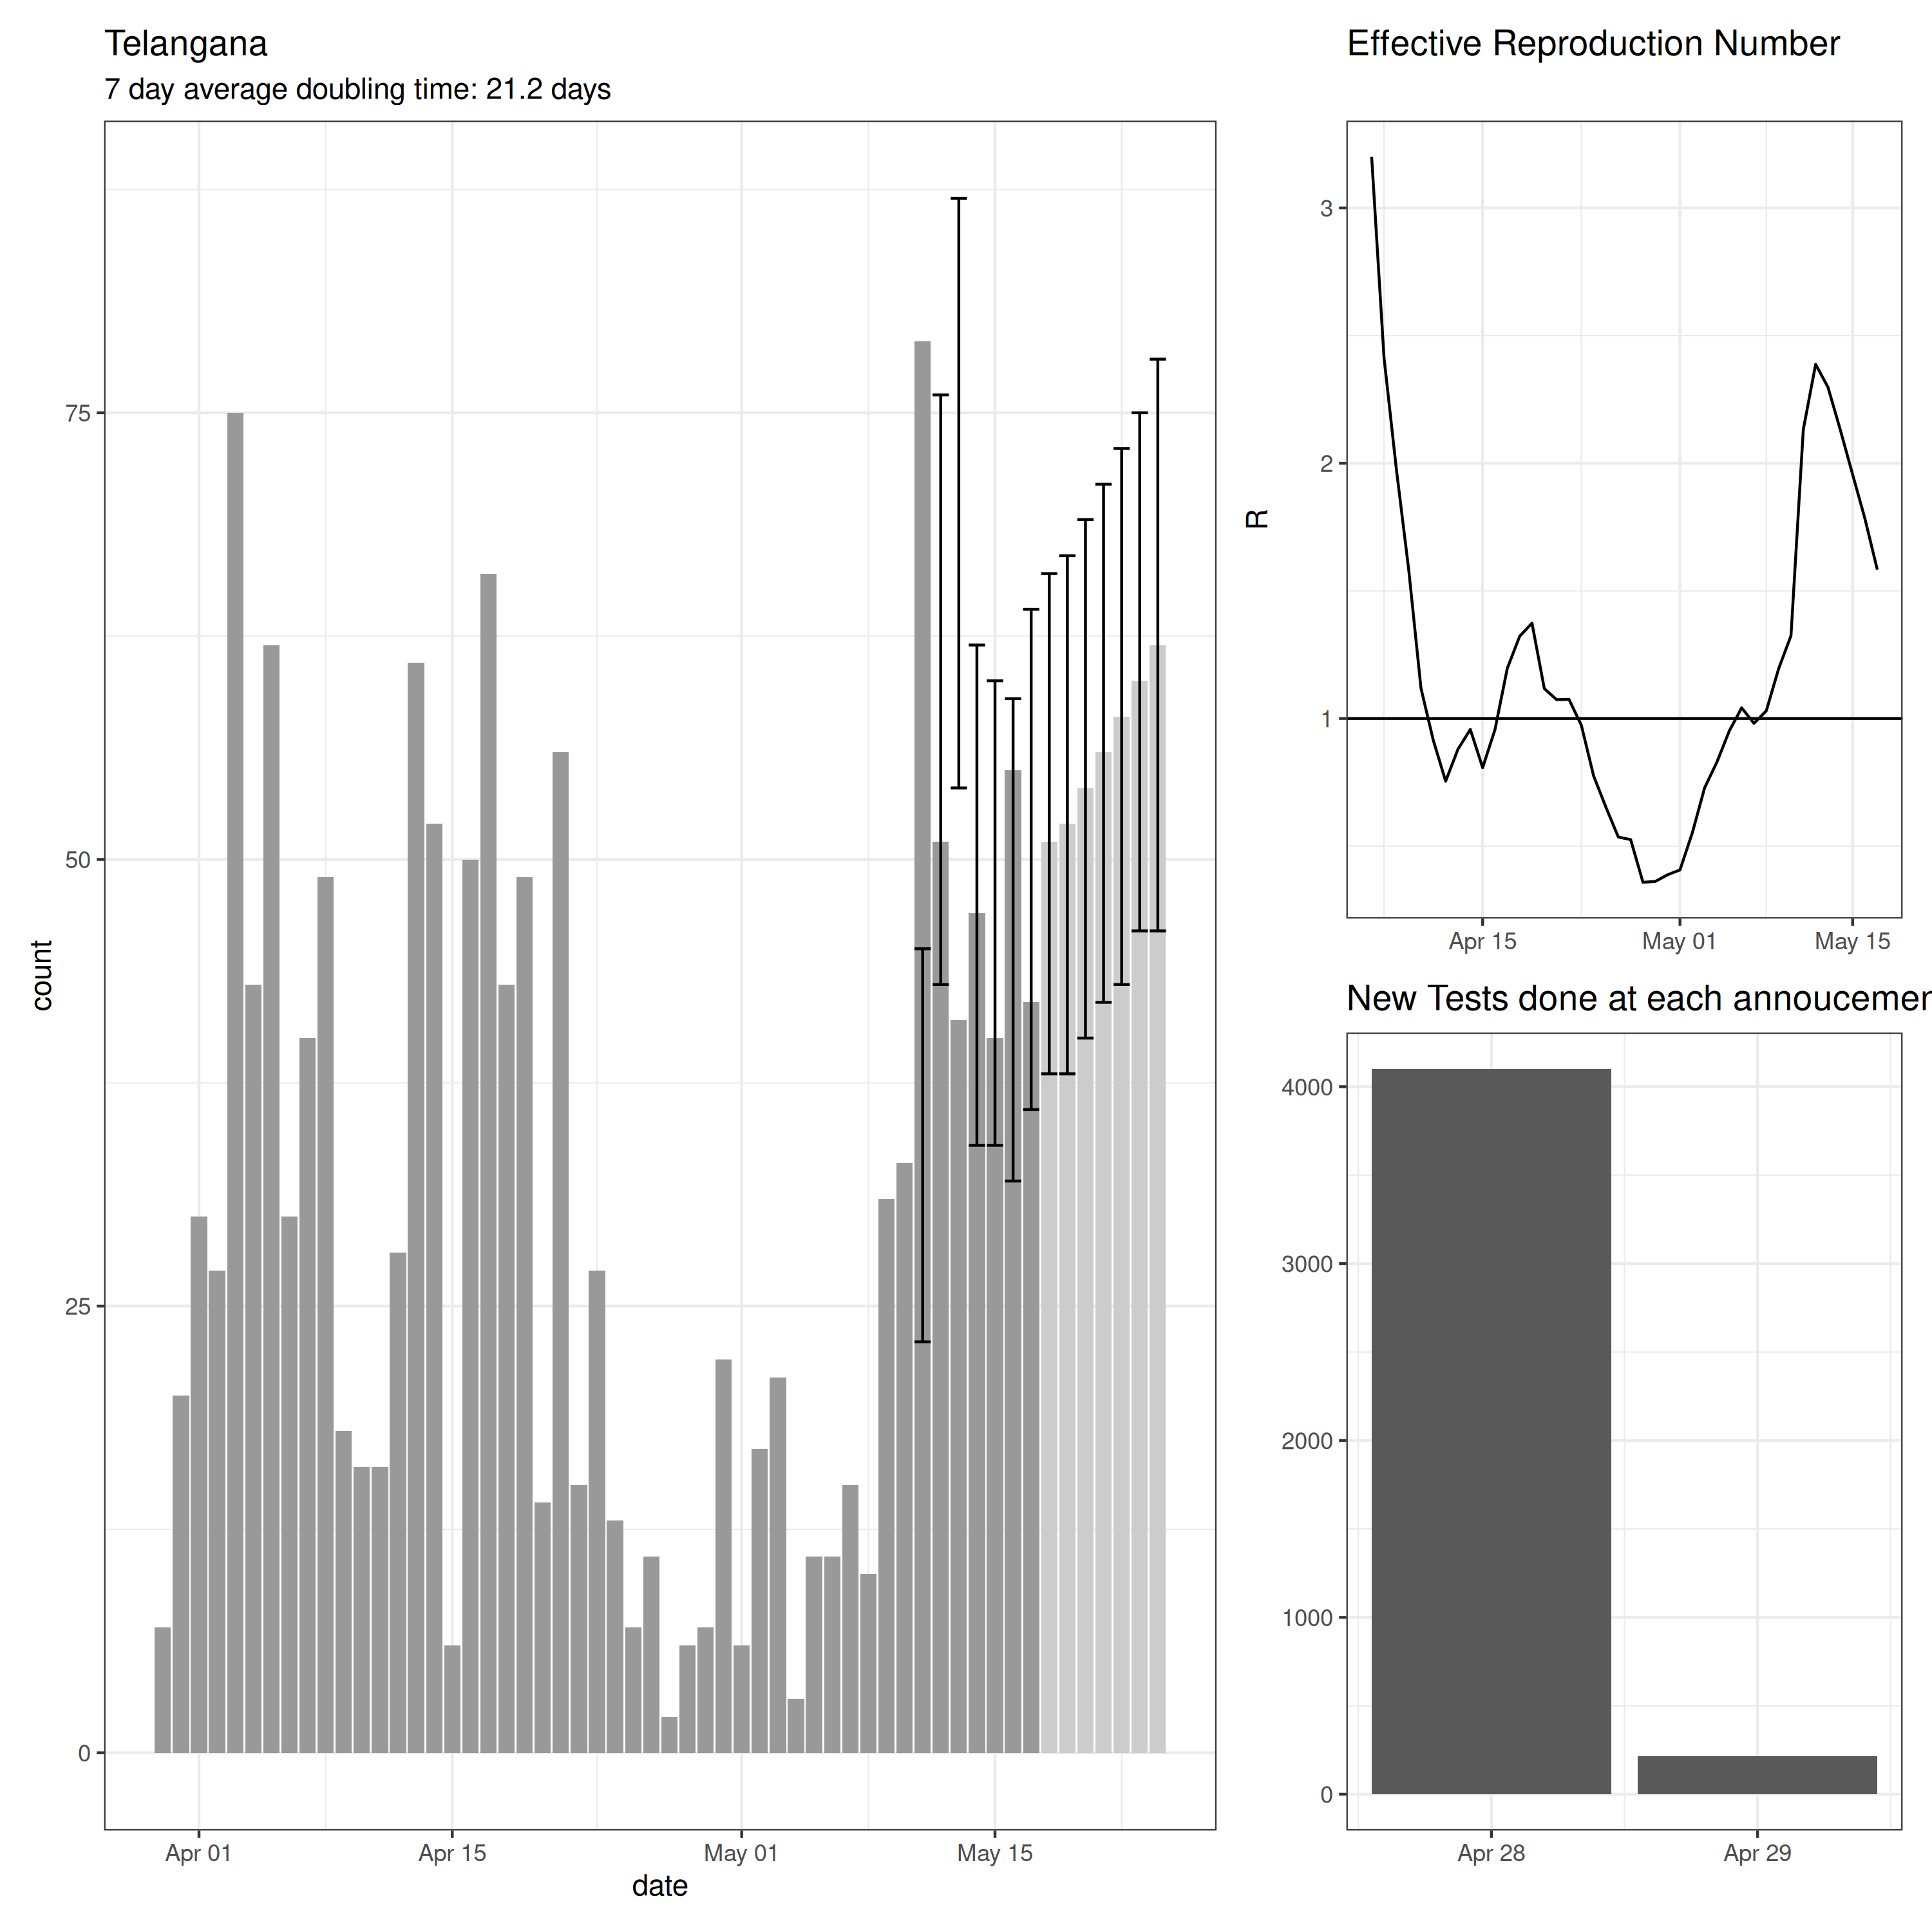 Telangana
7 day average doubling time: 21.2 days
count
75
50
25
0
Apr 01
Apr 15
May 01
May 15
date
Effective Reproduction Number
R
3
2
1
Apr 15
May 01
May 15
New Tests done at each annoucemen
4000
3000
2000
1000
0
Apr 28
Apr 29